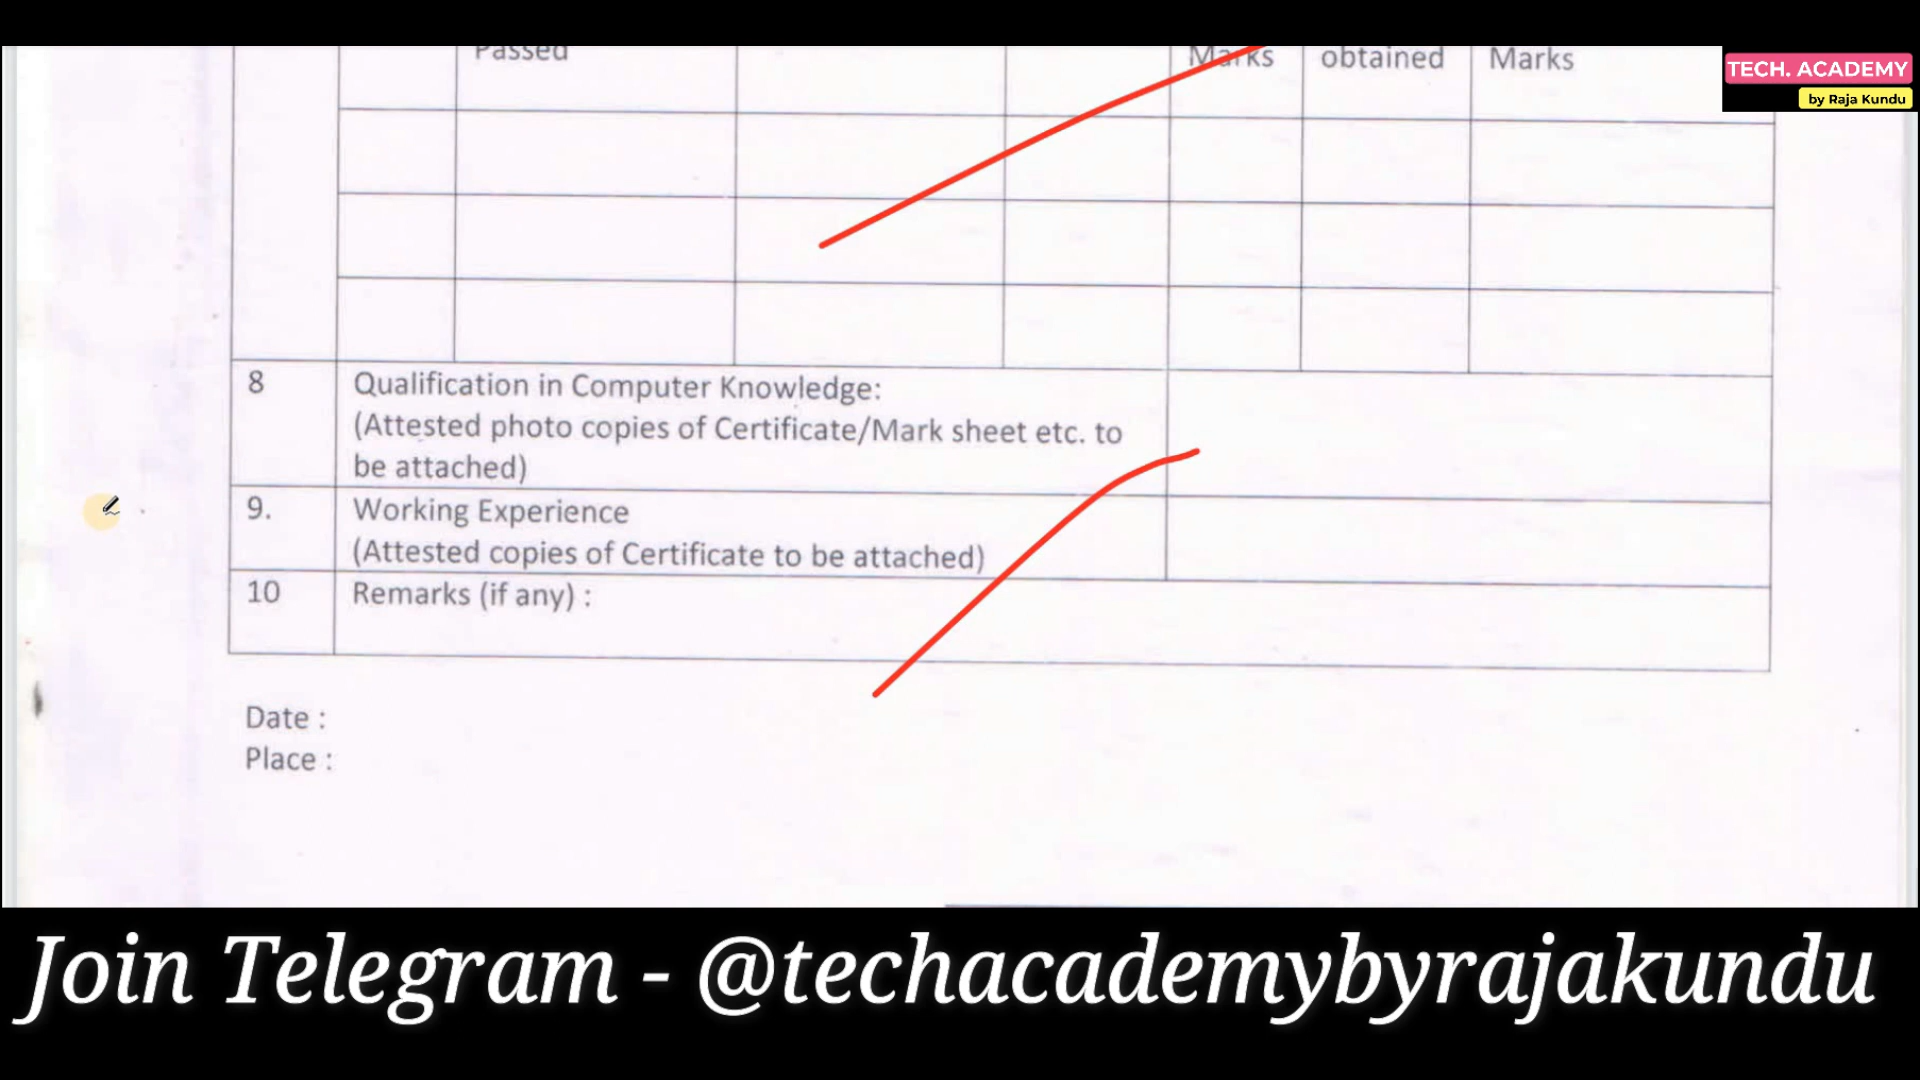 Passed Marks obtained Marks
TECH. ACADEMY
by Raja Kundu
8 Qualification in Computer Knowledge:
(Attested photo copies of Certificate/Mark sheet etc. to
be attached)
9. Working Experience
(Attested copies of Certificate to be attached)
10 Remarks (if any) :
Date :
Place :
Join Telegram - @techacademybyrajakundu